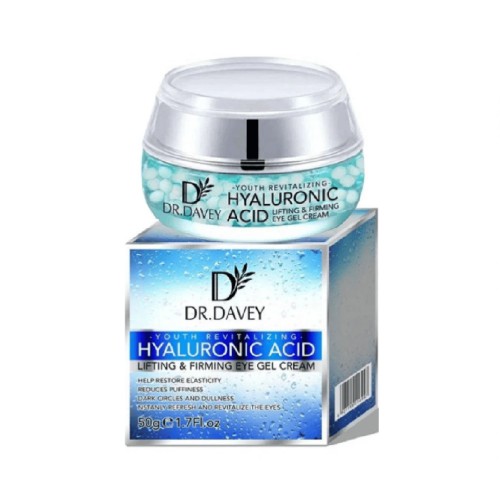 ·YOUTH REVITALIZING·
HYALURONIC
ACID LIFTING & FIRMING
EYE GEL CREAM
D
DR.DAVEY
D
DR.DAVEY
·YOUTH REVITALIZING·
HYALURONIC ACID
LIFTING & FIRMING EYE GEL CREAM
HELP RESTORE ELASTICITY
REDUCES PUFFINESS
DARK CIRCLES AND DULLNESS
INSTANLY REFRESH AND REVITALIZE THE EYES
50g℮1.7Fl.oz